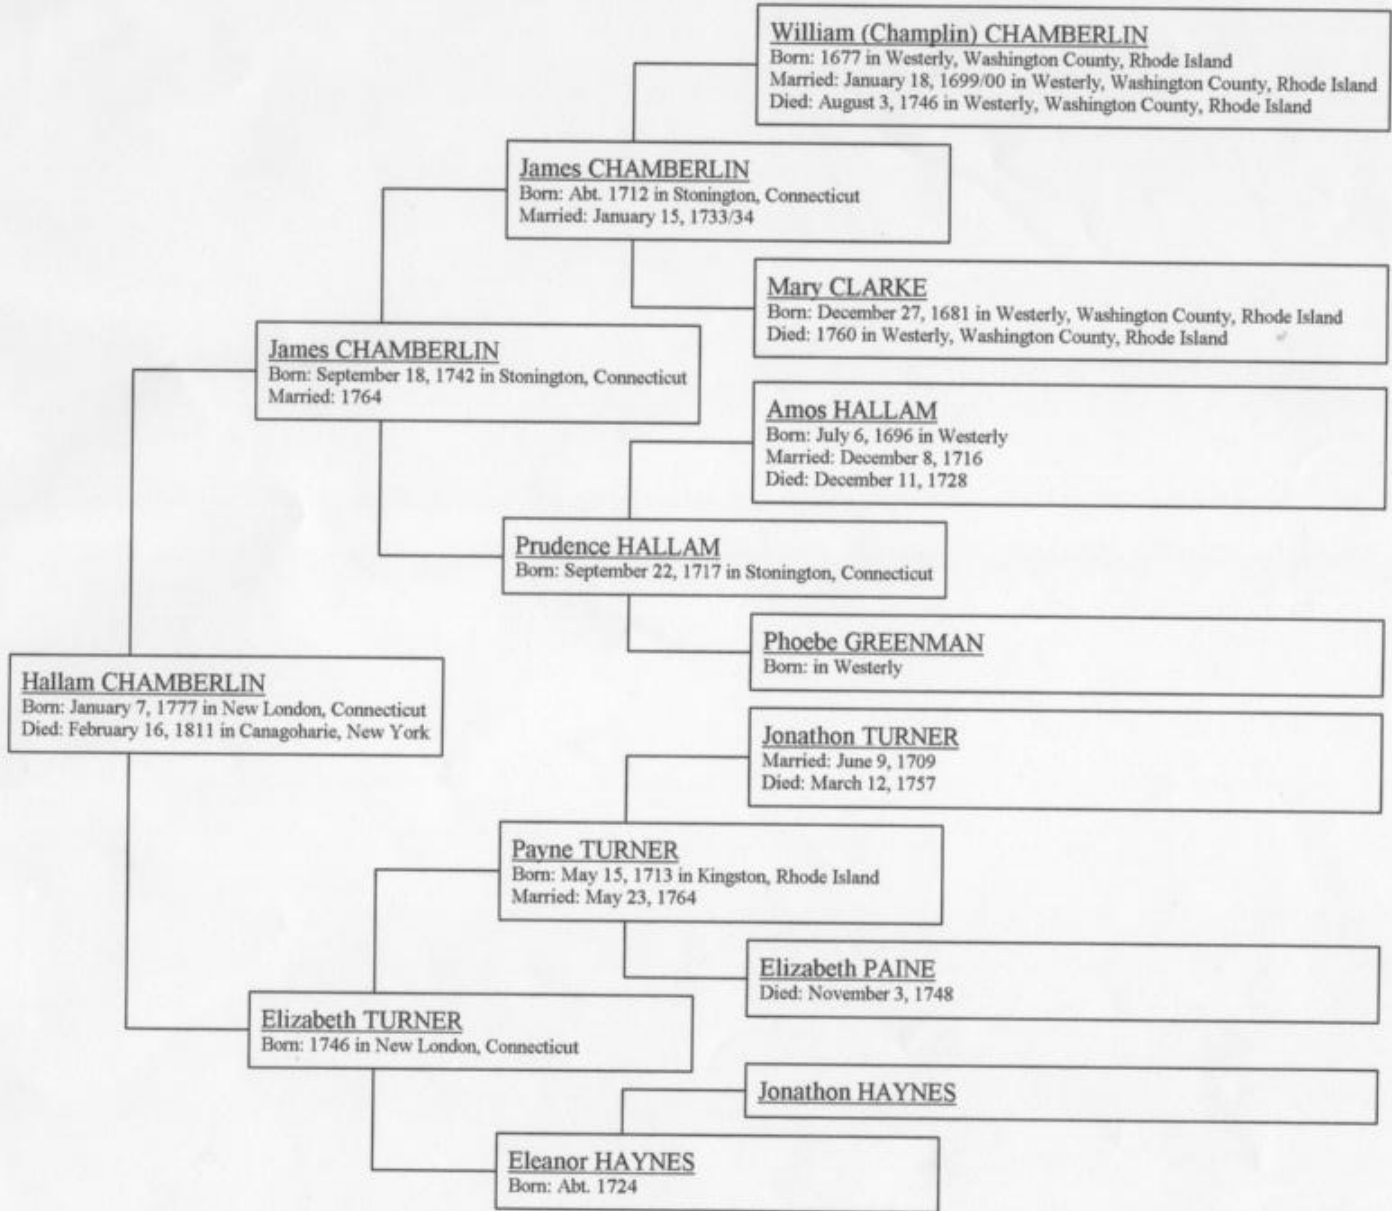 William (Champlin) CHAMBERLIN
Born: 1677 in Westerly, Washington County, Rhode Island
Married: January 18, 1699/00 in Westerly, Washington County, Rhode Island
Died: August 3, 1746 in Westerly, Washington County, Rhode Island
James CHAMBERLIN
Born: Abt. 1712 in Stonington, Connecticut
Married: January 15, 1733/34
Mary CLARKE
Born: December 27, 1681 in Westerly, Washington County, Rhode Island
Died: 1760 in Westerly, Washington County, Rhode Island
James CHAMBERLIN
Born: September 18, 1742 in Stonington, Connecticut
Married: 1764
Amos HALLAM
Born: July 6, 1696 in Westerly
Married: December 8, 1716
Died: December 11, 1728
Prudence HALLAM
Born: September 22, 1717 in Stonington, Connecticut
Phoebe GREENMAN
Born: in Westerly
Hallam CHAMBERLIN
Born: January 7, 1777 in New London, Connecticut
Died: February 16, 1811 in Canagoharie, New York
Jonathon TURNER
Married: June 9, 1709
Died: March 12, 1757
Payne TURNER
Born: May 15, 1713 in Kingston, Rhode Island
Married: May 23, 1764
Elizabeth PAINE
Died: November 3, 1748
Elizabeth TURNER
Born: 1746 in New London, Connecticut
Jonathon HAYNES
Eleanor HAYNES
Born: Abt. 1724